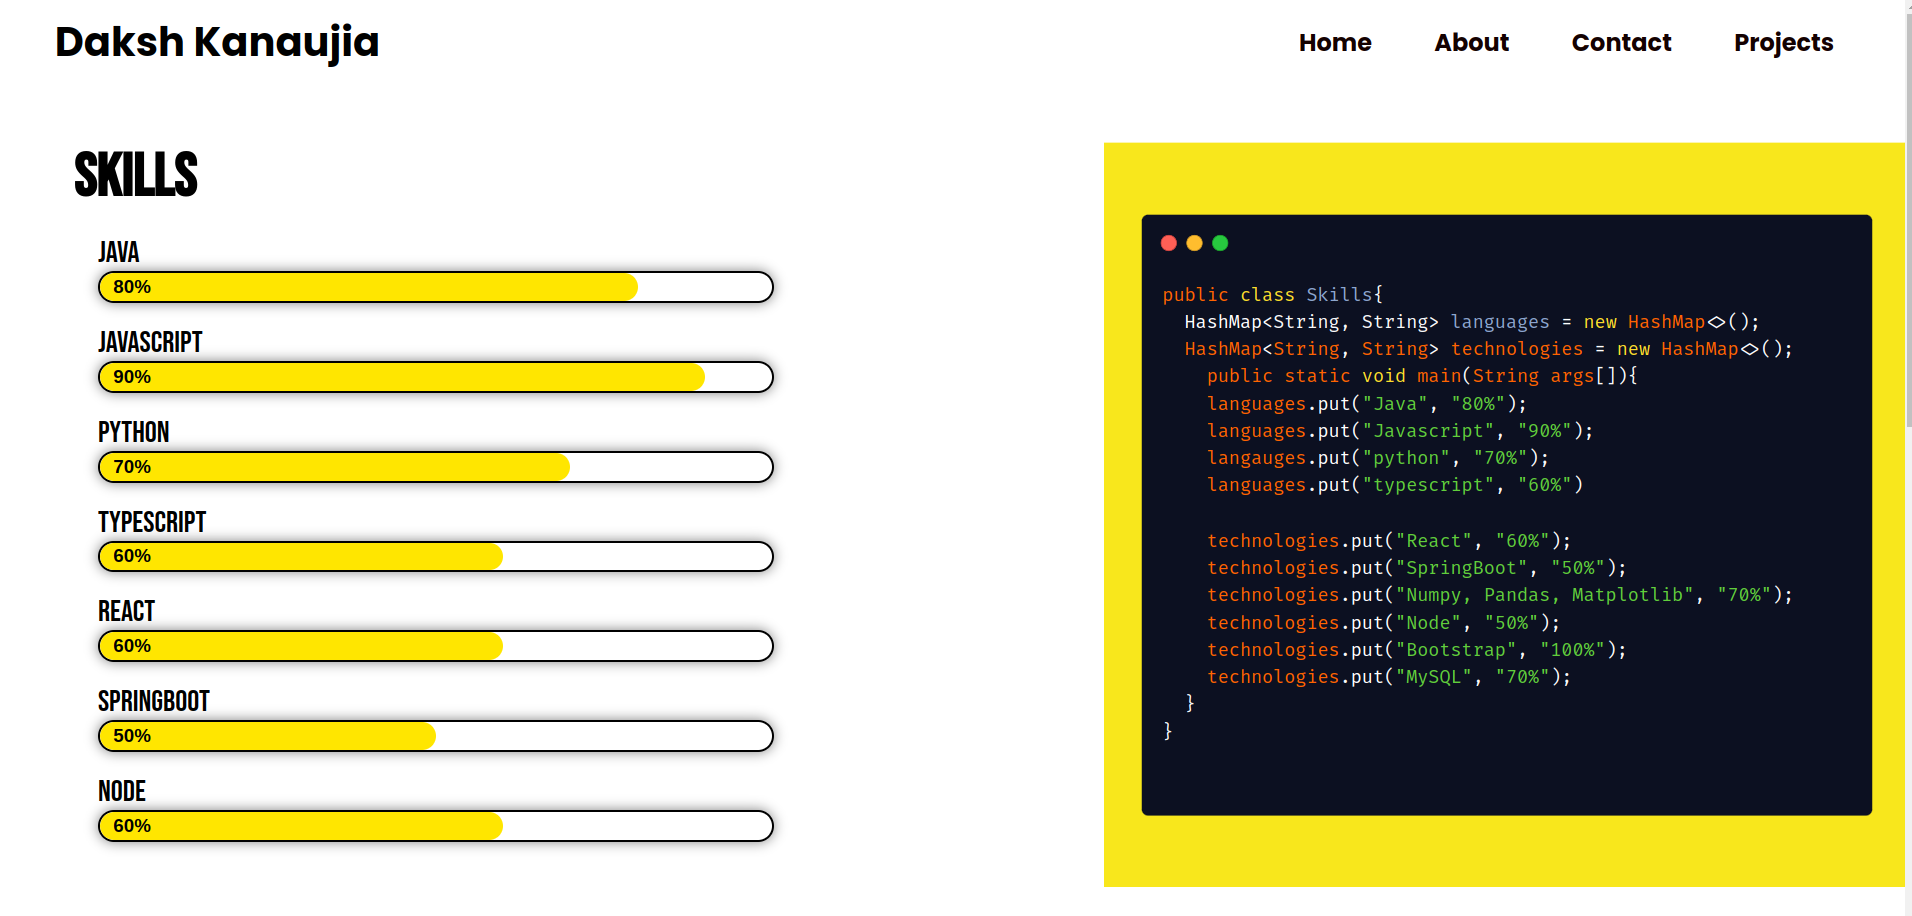 Daksh Kanaujia
Home About Contact Projects
SKILLS
JAVA
80%
JAVASCRIPT
90%
PYTHON
70%
TYPESCRIPT
60%
REACT
60%
SPRINGBOOT
50%
NODE
60%
public class Skills{
HashMap<String, String> languages = new HashMap<>();
HashMap<String, String> technologies = new HashMap<>();
public static void main(String args[]){
languages.put("Java", "80%");
languages.put("Javascript", "90%");
langauges.put("python", "70%");
languages.put("typescript", "60%")
technologies.put("React", "60%");
technologies.put("SpringBoot", "50%");
technologies.put("Numpy, Pandas, Matplotlib", "70%");
technologies.put("Node", "50%");
technologies.put("Bootstrap", "100%");
technologies.put("MySQL", "70%");
}
}